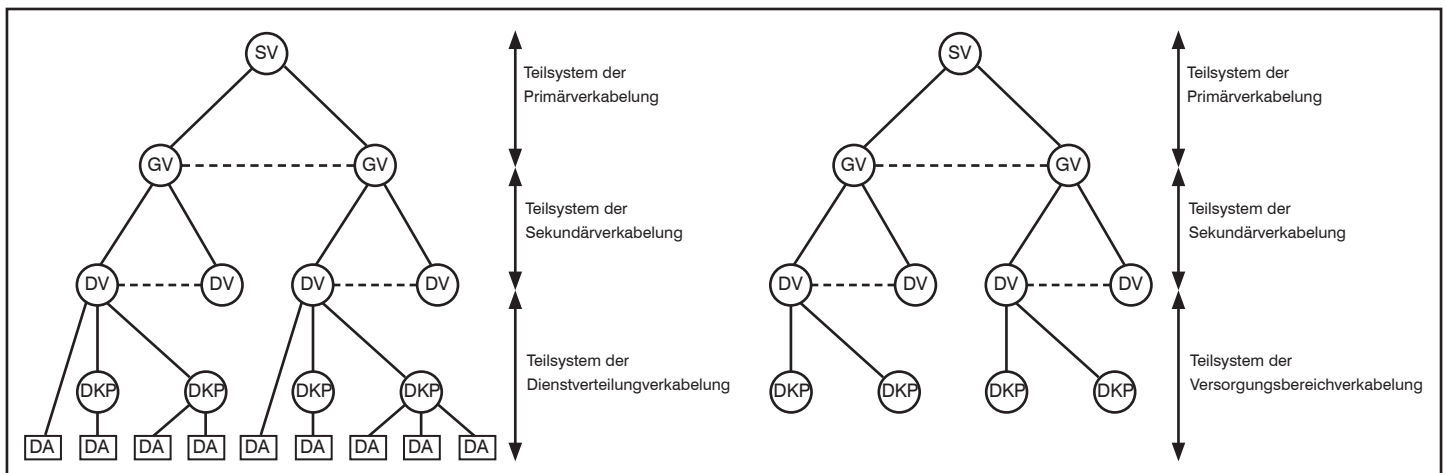 SV
Teilsystem der
Primärverkabelung
GV
GV
Teilsystem der
Sekundärverkabelung
DV
DV
DV
DV
Teilsystem der
Dienstverteilungverkabelung
DKP
DKP
DKP
DKP
DA
DA
DA
DA
DA
DA
DA
DA
DA
SV
Teilsystem der
Primärverkabelung
GV
GV
Teilsystem der
Sekundärverkabelung
DV
DV
DV
DV
Teilsystem der
Versorgungsbereichverkabelung
DKP
DKP
DKP
DKP